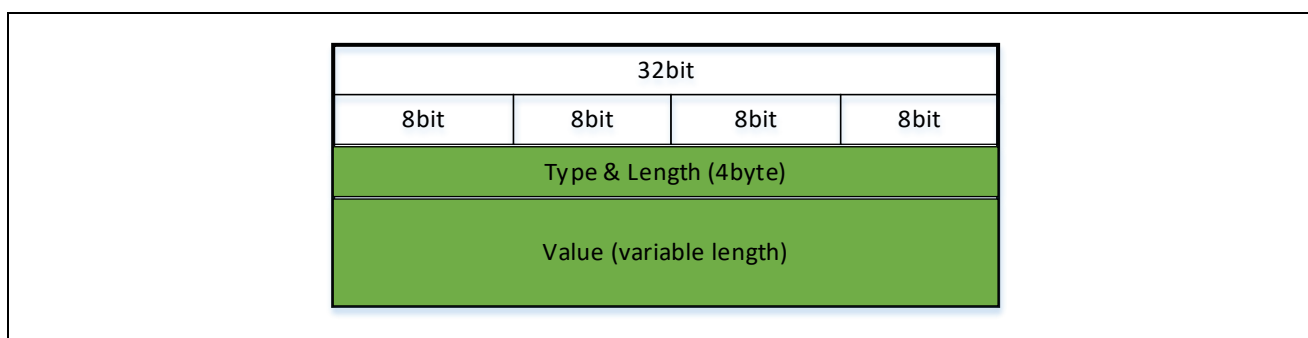 32bit
8bit 8bit 8bit 8bit
Type & Length (4byte)
Value (variable length)